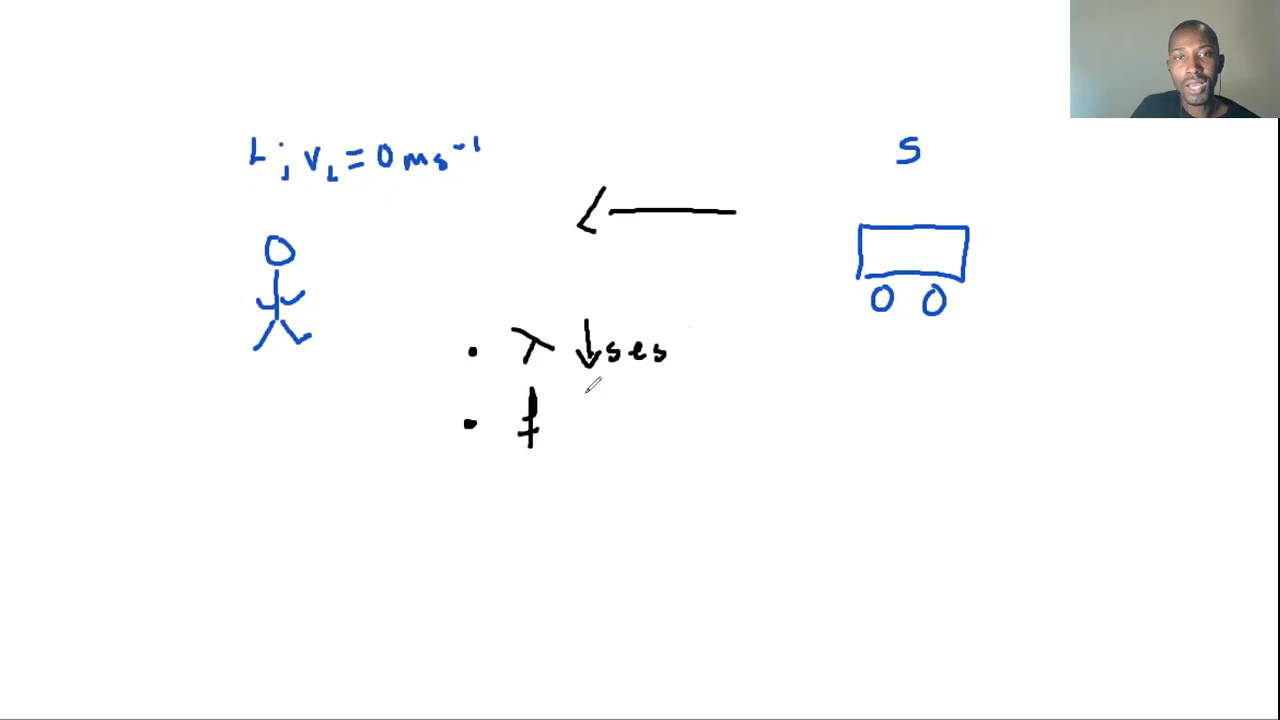 L ; v_L = 0 ms⁻¹
S
• λ ↓ses
• f